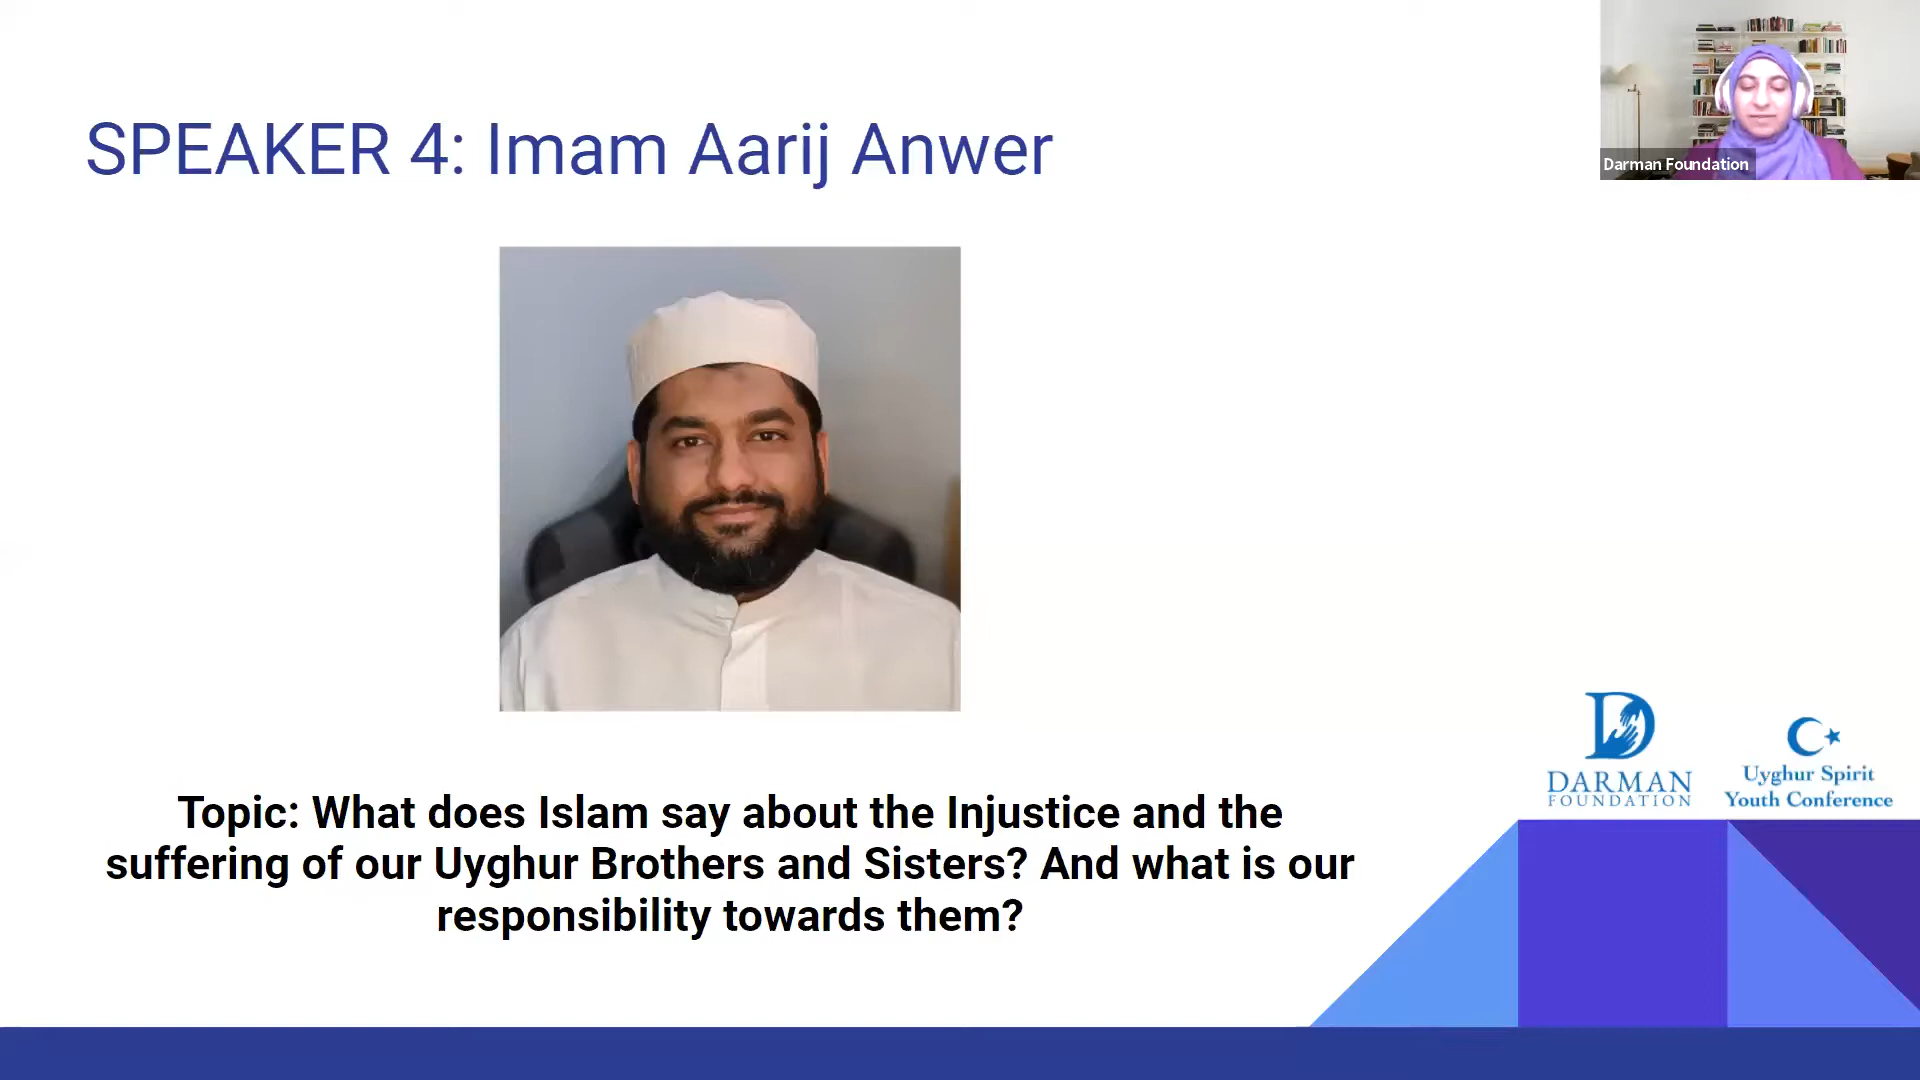 SPEAKER 4: Imam Aarij Anwer
Darman Foundation
DARMAN
FOUNDATION
Uyghur Spirit
Youth Conference
Topic: What does Islam say about the Injustice and the
suffering of our Uyghur Brothers and Sisters? And what is our
responsibility towards them?